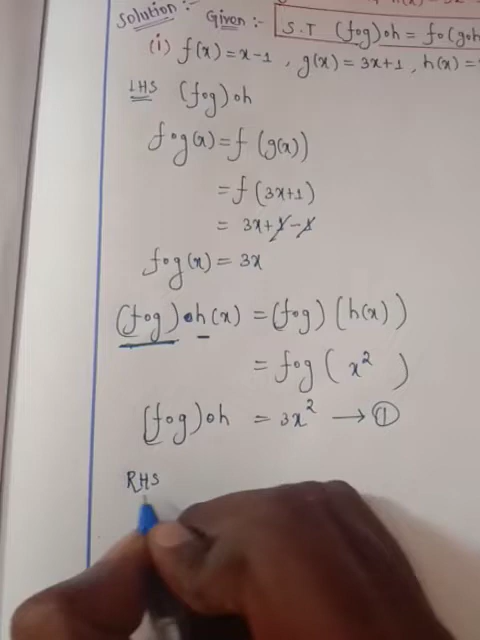 Solution:- Given:- S.T (fog)oh = fo(goh
(i) f(x) = x-1, g(x) = 3x+1, h(x) =
LHS (fog)oh
fog(x) = f(g(x))
= f(3x+1)
= 3x+1-1
fog(x) = 3x
(fog)oh(x) = (fog)(h(x))
= fog(x²)
(fog)oh = 3x² → ①
RHS